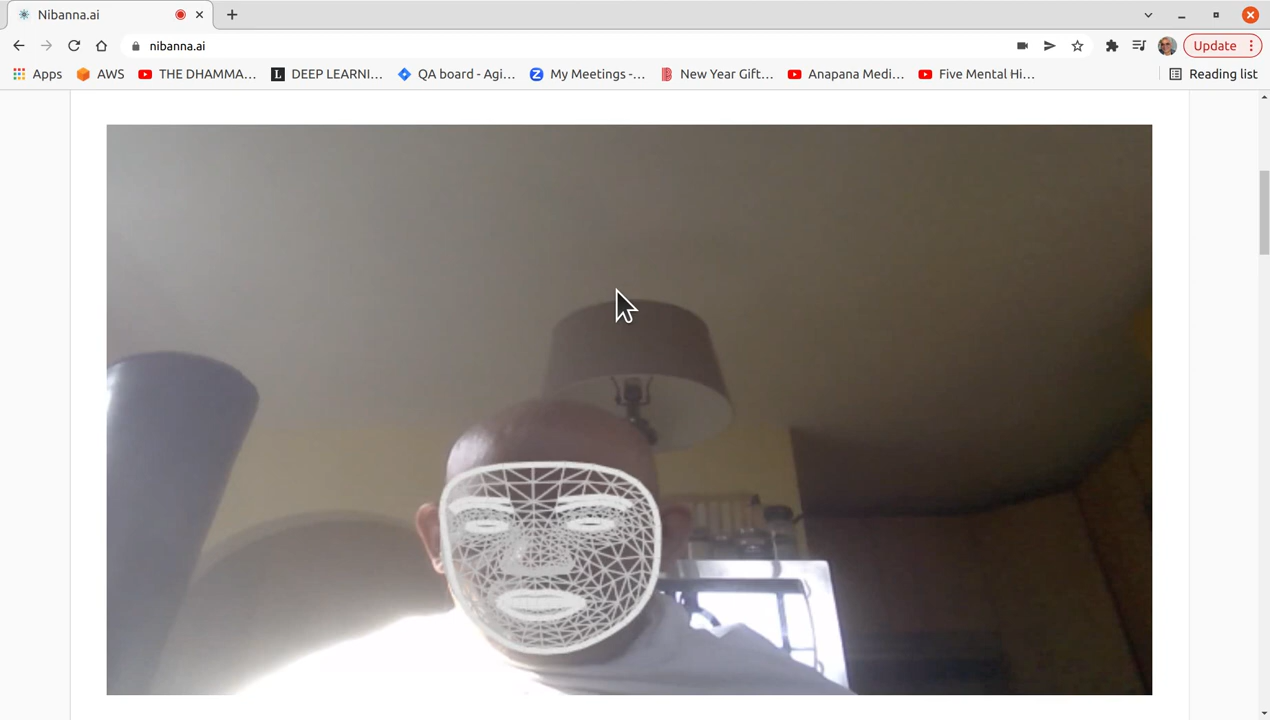 Nibanna.ai
nibanna.ai
Update
Apps
AWS
THE DHAMMA...
L
DEEP LEARNI...
QA board - Agi...
Z
My Meetings -...
B
New Year Gift...
Anapana Medi...
Five Mental Hi...
Reading list